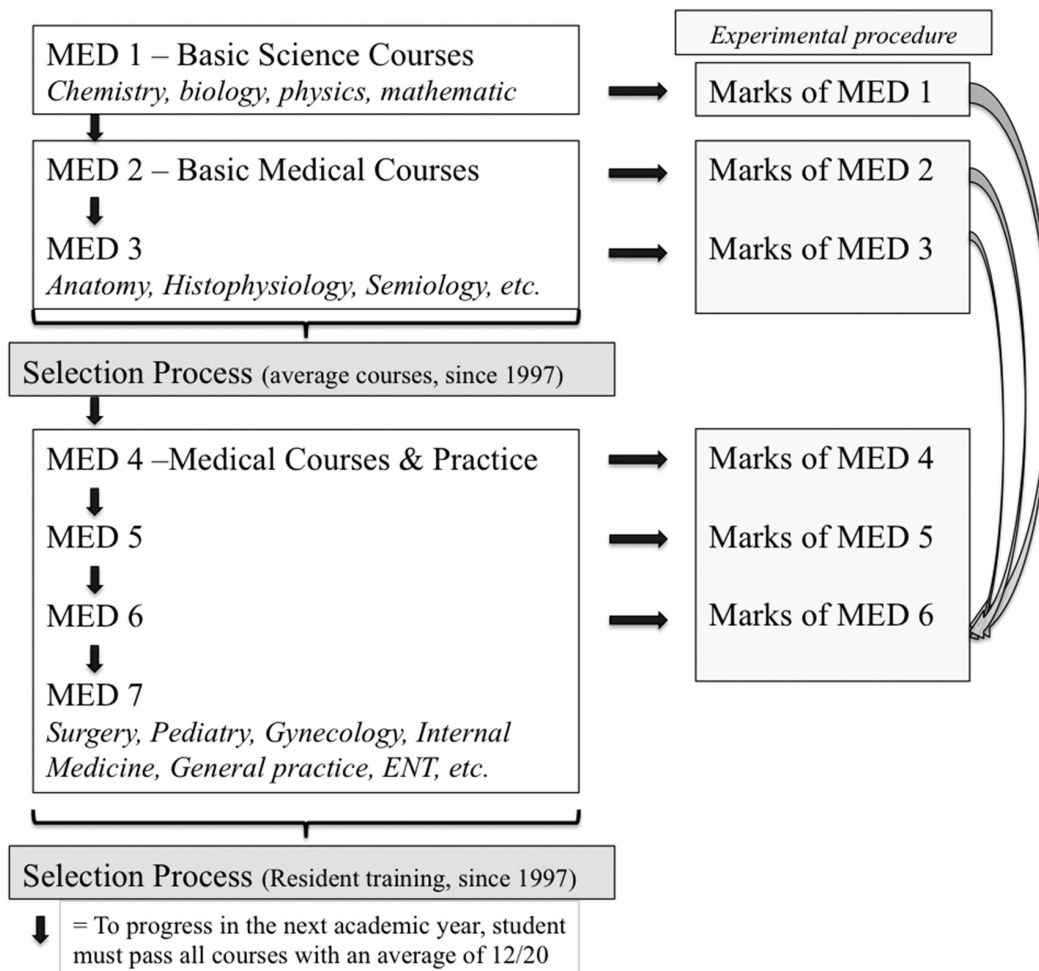 MED 1 – Basic Science Courses
Chemistry, biology, physics, mathematic
MED 2 – Basic Medical Courses
MED 3
Anatomy, Histophysiology, Semiology, etc.
Selection Process (average courses, since 1997)
MED 4 –Medical Courses & Practice
MED 5
MED 6
MED 7
Surgery, Pediatry, Gynecology, Internal
Medicine, General practice, ENT, etc.
Selection Process (Resident training, since 1997)
= To progress in the next academic year, student
must pass all courses with an average of 12/20
Experimental procedure
Marks of MED 1
Marks of MED 2
Marks of MED 3
Marks of MED 4
Marks of MED 5
Marks of MED 6